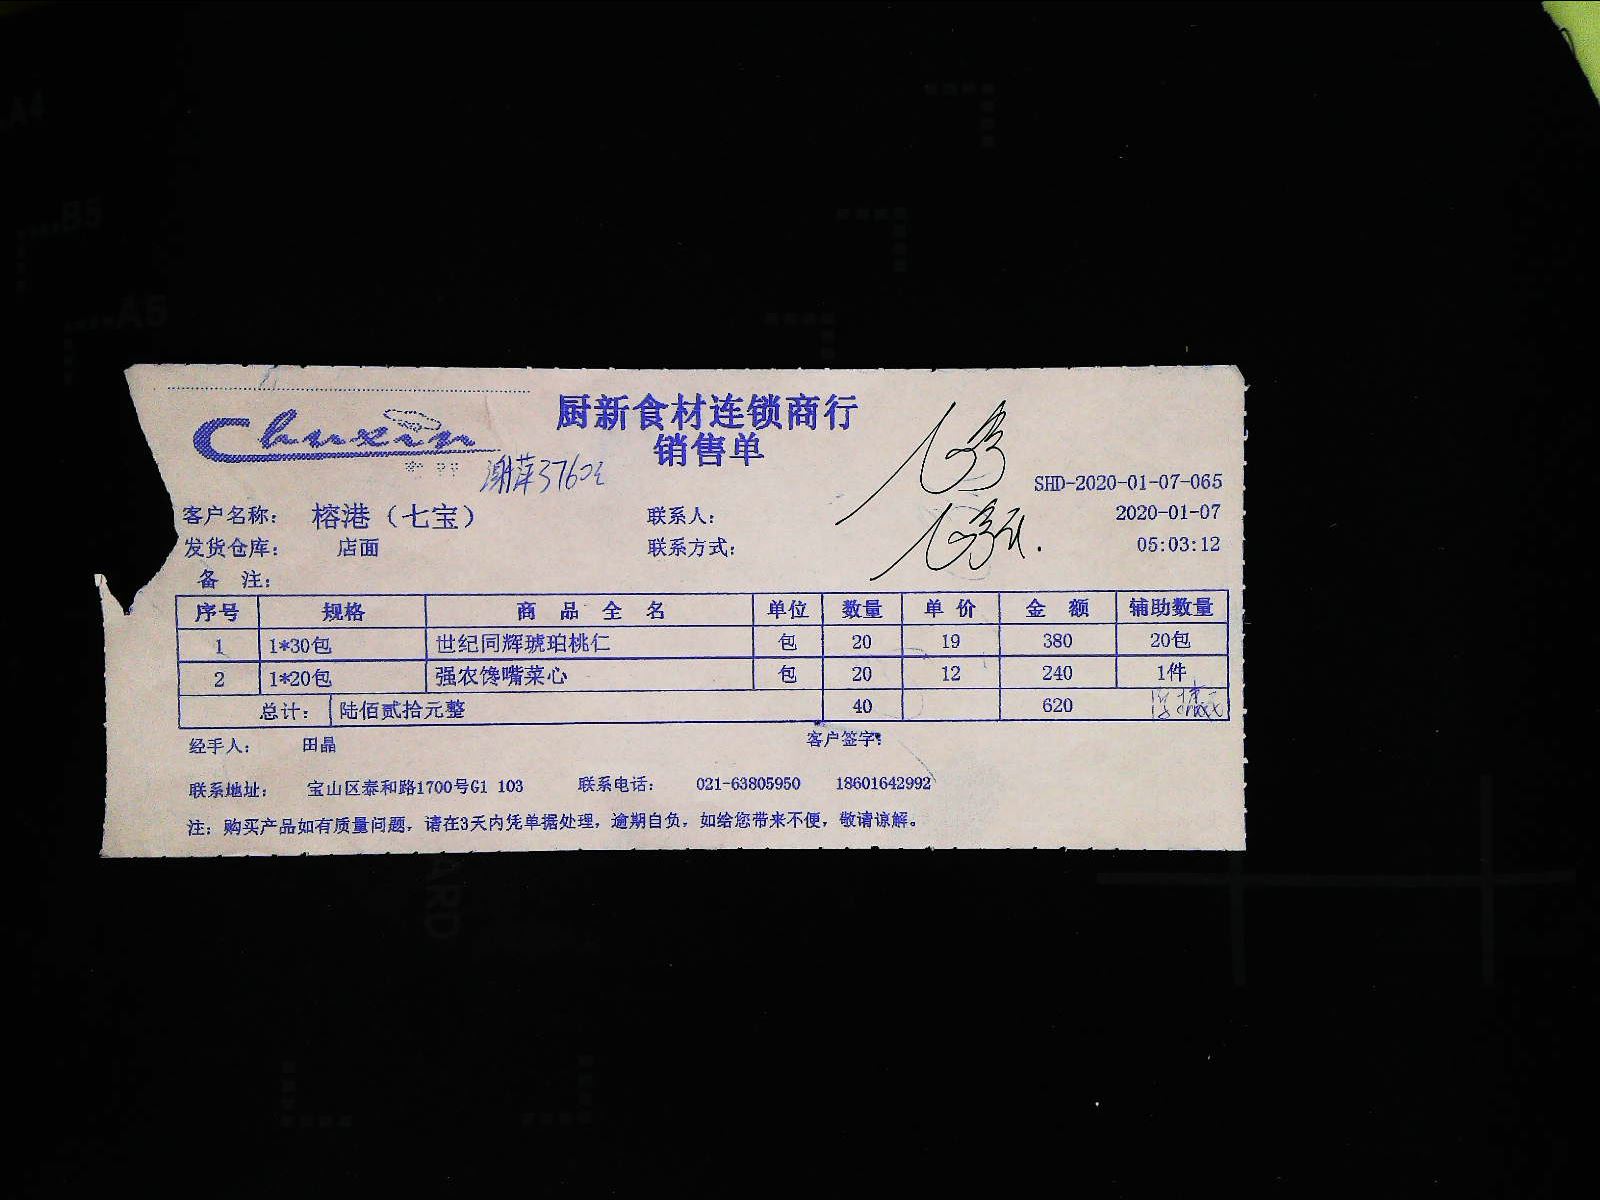 Chuxin
厨新食材连锁商行
销售单
谢萍3760元
SHD-2020-01-07-065
客户名称: 榕港（七宝） 联系人: 2020-01-07
发货仓库: 店面 联系方式: 05:03:12
备 注:
序号 规格 商品全名 单位 数量 单价 金额 辅助数量
1 1*30包 世纪同辉琥珀桃仁 包 20 19 380 20包
2 1*20包 强农馋嘴菜心 包 20 12 240 1件
总计: 陆佰贰拾元整 40 620
经手人: 田晶 客户签字:
联系地址: 宝山区泰和路1700号G1 103 联系电话: 021-63805950 18601642992
注: 购买产品如有质量问题, 请在3天内凭单据处理, 逾期自负, 如给您带来不便, 敬请谅解。